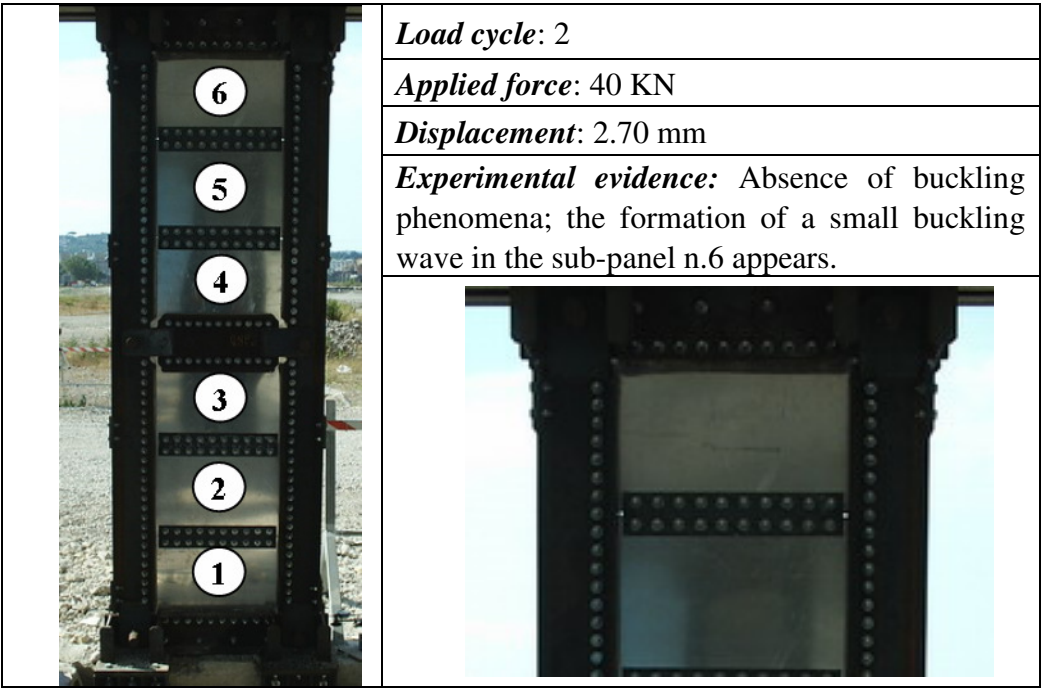 6
5
4
3
2
1
Load cycle: 2
Applied force: 40 KN
Displacement: 2.70 mm
Experimental evidence: Absence of buckling
phenomena; the formation of a small buckling
wave in the sub-panel n.6 appears.